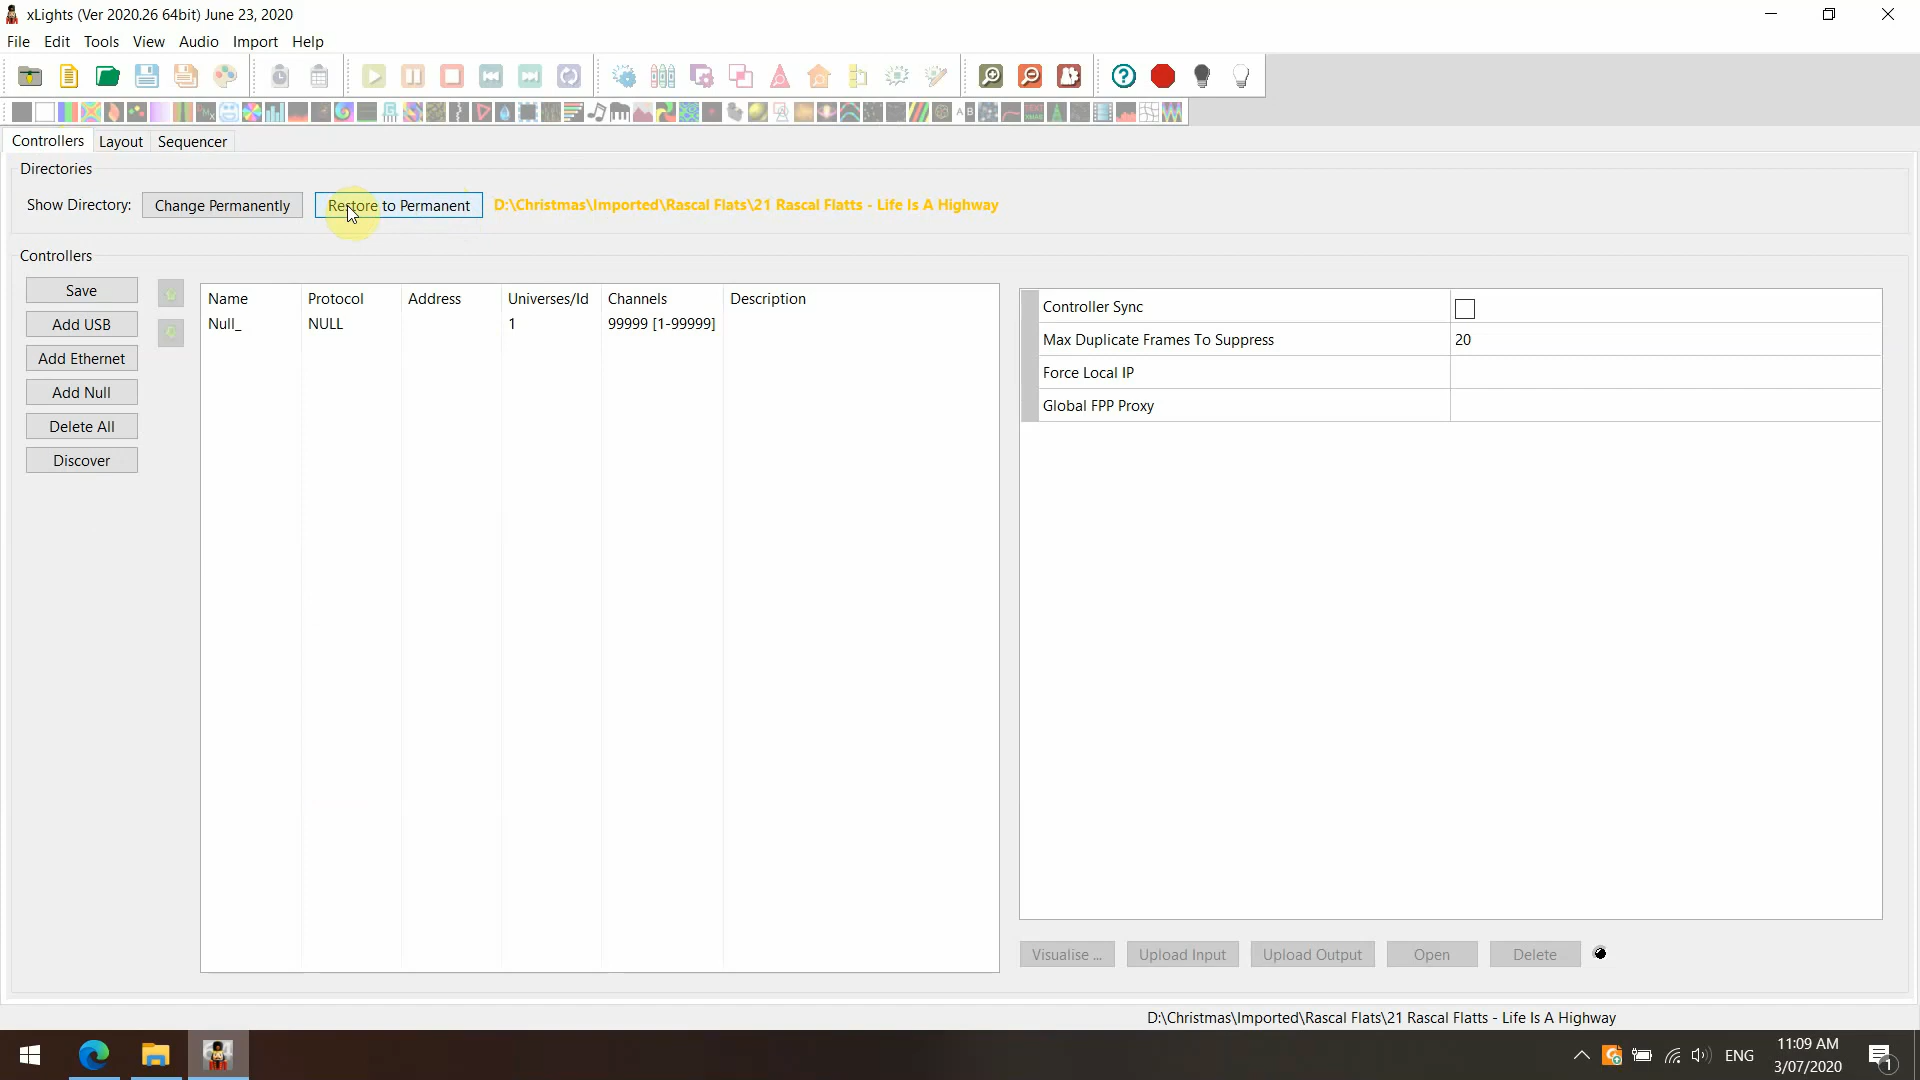 xLights (Ver 2020.26 64bit) June 23, 2020
File Edit Tools View Audio Import Help
Controllers Layout Sequencer
Directories
Show Directory: Change Permanently Restore to Permanent D:\Christmas\Imported\Rascal Flats\21 Rascal Flatts - Life Is A Highway
Controllers
Save
Add USB
Add Ethernet
Add Null
Delete All
Discover
Name Protocol Address Universes/Id Channels Description
Null_ NULL 1 99999 [1-99999]
Controller Sync
Max Duplicate Frames To Suppress 20
Force Local IP
Global FPP Proxy
Visualise ... Upload Input Upload Output Open Delete
D:\Christmas\Imported\Rascal Flats\21 Rascal Flatts - Life Is A Highway
ENG
11:09 AM
3/07/2020
1